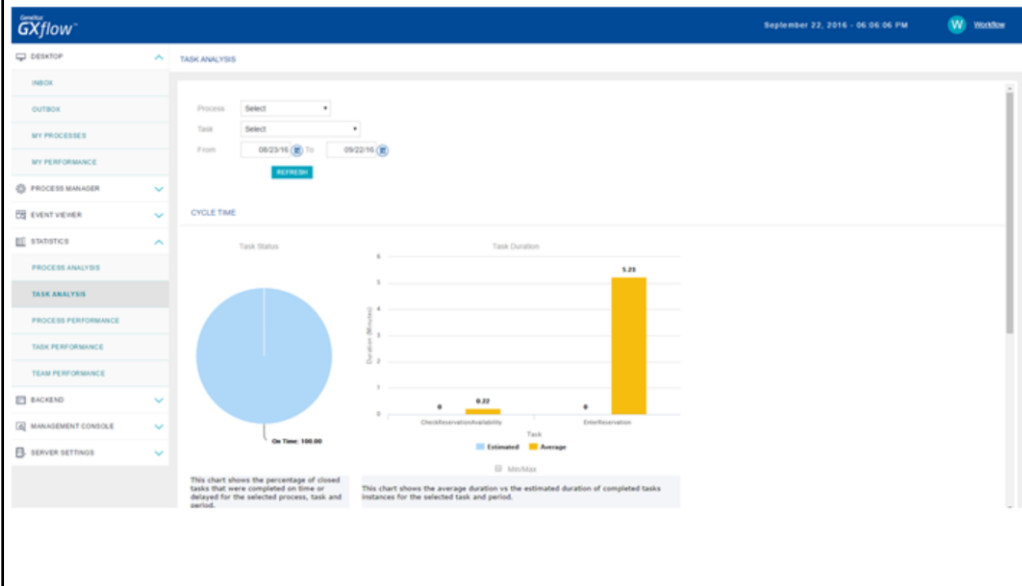 GeneXus
GXflow™
September 22, 2016 - 06:06:06 PM
W
Workflow
DESKTOP
INBOX
OUTBOX
MY PROCESSES
MY PERFORMANCE
PROCESS MANAGER
EVENT VIEWER
STATISTICS
PROCESS ANALYSIS
TASK ANALYSIS
PROCESS PERFORMANCE
TASK PERFORMANCE
TEAM PERFORMANCE
BACKEND
MANAGEMENT CONSOLE
SERVER SETTINGS
TASK ANALYSIS
Process Select
Task Select
From 08/23/16 To 09/22/16
REFRESH
CYCLE TIME
Task Status
On Time: 100.00
This chart shows the percentage of closed
tasks that were completed on time or
delayed for the selected process, task and
period.
Task Duration
Duration (Minutes)
6
5
4
3
2
1
0
0
0.22
0
5.23
CheckReservationAvailability
EnterReservation
Task
Estimated Average
Min/Max
This chart shows the average duration vs the estimated duration of completed tasks
instances for the selected task and period.